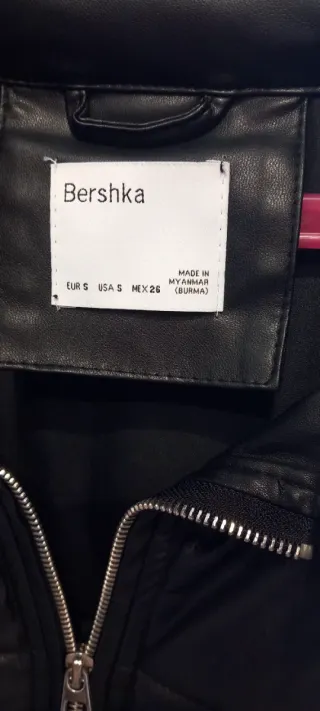 Bershka
MADE IN
MYANMAR
EUR S USA S MEX 26 (BURMA)